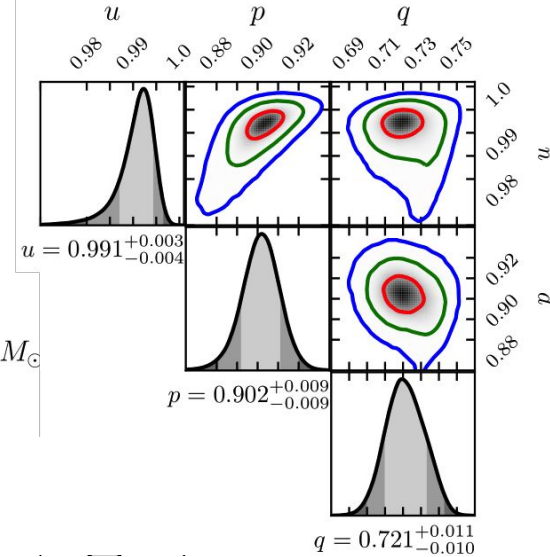 u p q
0.98 0.99 1.0 0.88 0.90 0.92 0.69 0.71 0.73 0.75
1.0
0.99
u
0.98
u = 0.991+0.003 −0.004
0.92
0.90
p
0.88
M⊙
p = 0.902+0.009 −0.009
q = 0.721+0.011 −0.010